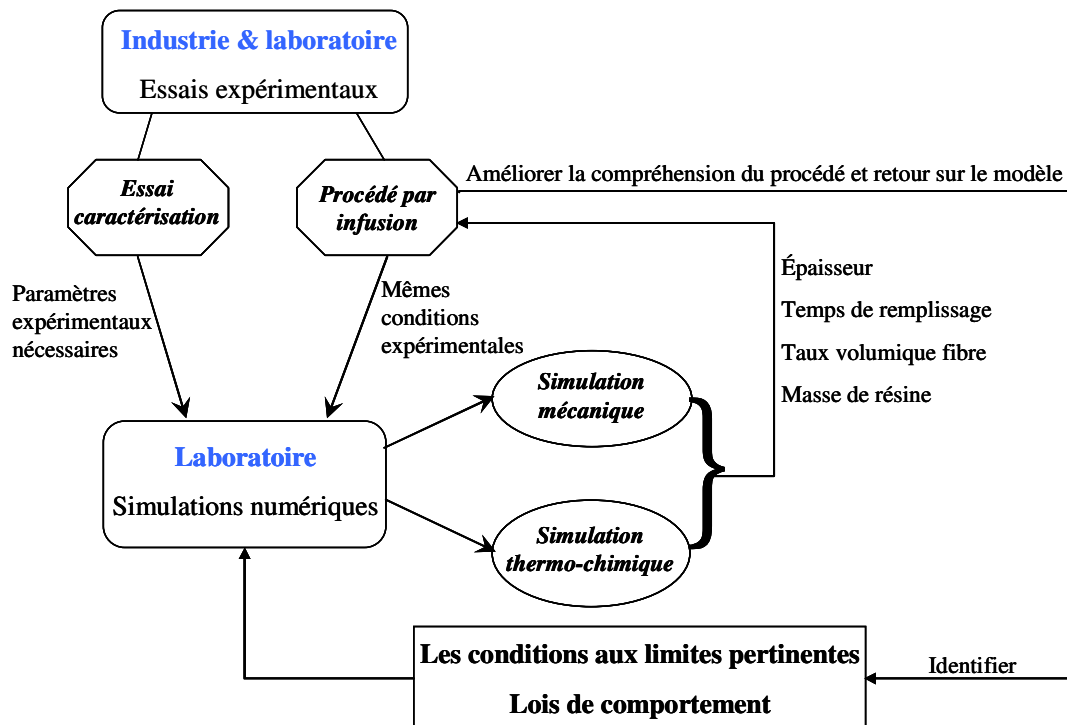 Industrie & laboratoire
Essais expérimentaux
Essai
caractérisation
Procédé par
infusion
Améliorer la compréhension du procédé et retour sur le modèle
Paramètres
expérimentaux
nécessaires
Mêmes
conditions
expérimentales
Épaisseur
Temps de remplissage
Taux volumique fibre
Masse de résine
Simulation
mécanique
Laboratoire
Simulations numériques
Simulation
thermo-chimique
Les conditions aux limites pertinentes
Lois de comportement
Identifier